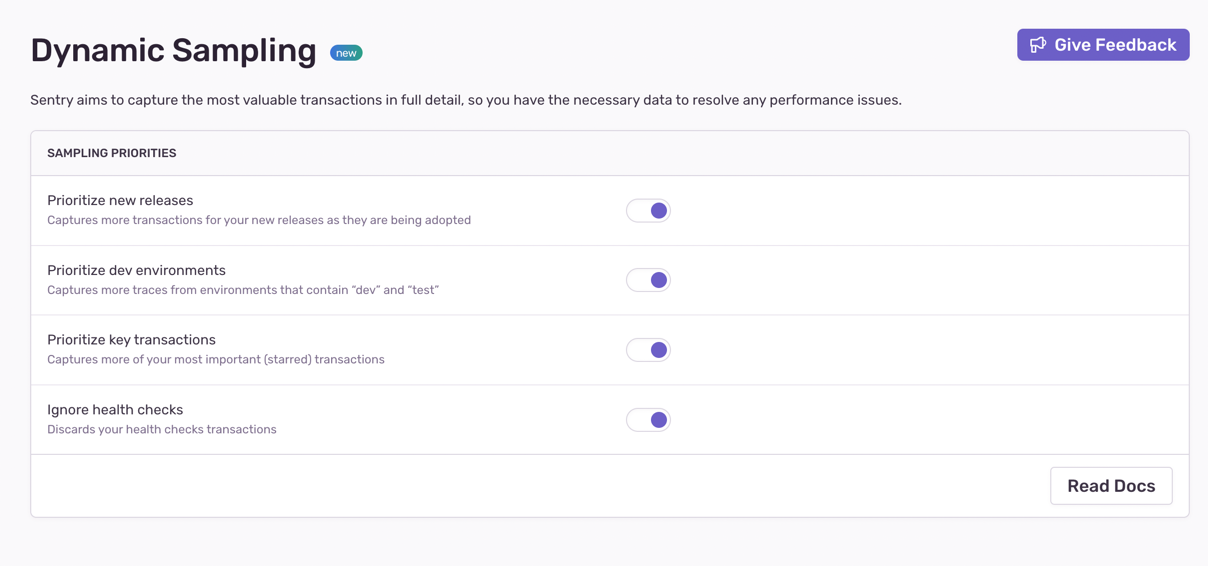 Dynamic Sampling new
Give Feedback
Sentry aims to capture the most valuable transactions in full detail, so you have the necessary data to resolve any performance issues.
SAMPLING PRIORITIES
Prioritize new releases
Captures more transactions for your new releases as they are being adopted
Prioritize dev environments
Captures more traces from environments that contain “dev” and “test”
Prioritize key transactions
Captures more of your most important (starred) transactions
Ignore health checks
Discards your health checks transactions
Read Docs